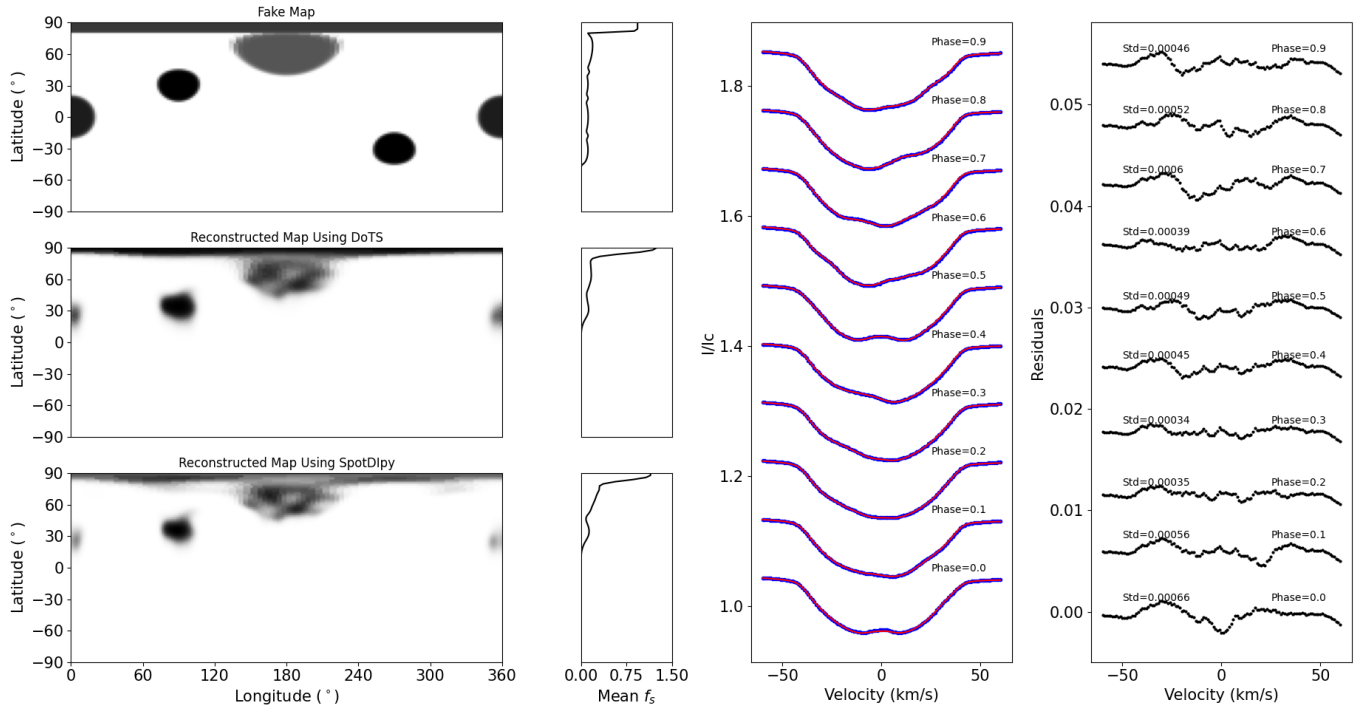 Fake Map
90
60
30
0
−30
−60
−90
Latitude (°)
Reconstructed Map Using DoTS
90
60
30
0
−30
−60
−90
Latitude (°)
Reconstructed Map Using SpotDIpy
90
60
30
0
−30
−60
−90
Latitude (°)
0 60 120 180 240 300 360
Longitude (°)
0.00 0.75 1.50
Mean fs
I/Ic
1.8
1.6
1.4
1.2
1.0
Phase=0.9
Phase=0.8
Phase=0.7
Phase=0.6
Phase=0.5
Phase=0.4
Phase=0.3
Phase=0.2
Phase=0.1
Phase=0.0
−50 0 50
Velocity (km/s)
Residuals
0.05
0.04
0.03
0.02
0.01
0.00
Std=0.00046 Phase=0.9
Std=0.00052 Phase=0.8
Std=0.0006 Phase=0.7
Std=0.00039 Phase=0.6
Std=0.00049 Phase=0.5
Std=0.00045 Phase=0.4
Std=0.00034 Phase=0.3
Std=0.00035 Phase=0.2
Std=0.00056 Phase=0.1
Std=0.00066 Phase=0.0
−50 0 50
Velocity (km/s)